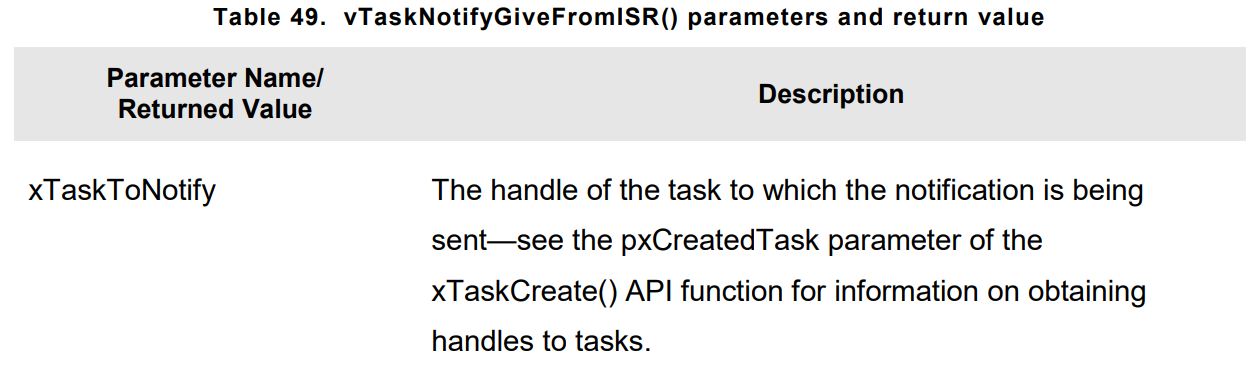 Table 49. vTaskNotifyGiveFromISR() parameters and return value
Parameter Name/
Returned Value
Description
xTaskToNotify
The handle of the task to which the notification is being
sent—see the pxCreatedTask parameter of the
xTaskCreate() API function for information on obtaining
handles to tasks.